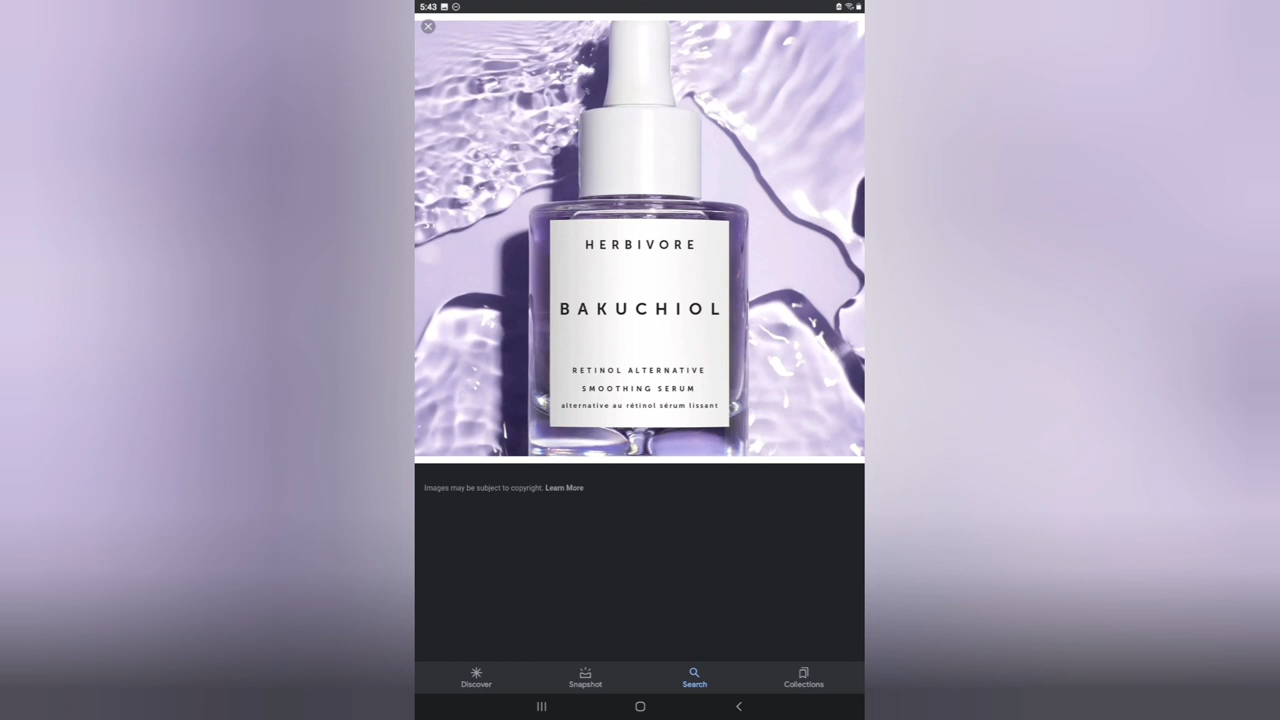 5:43
HERBIVORE
BAKUCHIOL
RETINOL ALTERNATIVE
SMOOTHING SERUM
alternative au rétinol sérum lissant
Images may be subject to copyright. Learn More
Discover Snapshot Search Collections